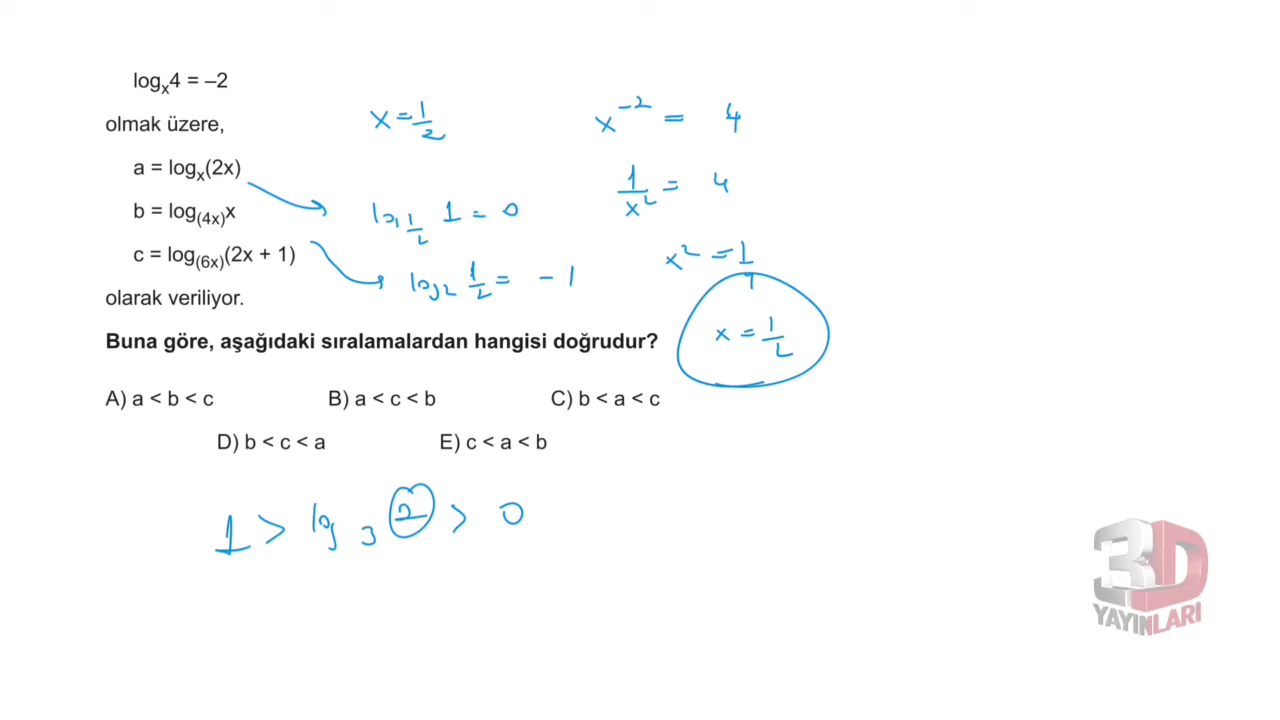 logₓ4 = –2
olmak üzere,
a = logₓ(2x)
b = log₍₄ₓ₎x
c = log₍₆ₓ₎(2x + 1)
olarak veriliyor.
Buna göre, aşağıdaki sıralamalardan hangisi doğrudur?
A) a < b < c B) a < c < b C) b < a < c
D) b < c < a E) c < a < b
x = 1/2
log 1/2 1 = 0
log₂ 1/2 = – 1
x⁻² = 4
1/x² = 4
x² = 1/4
x = 1/2
1 > log₃ 2 > 0
3D
YAYINLARI